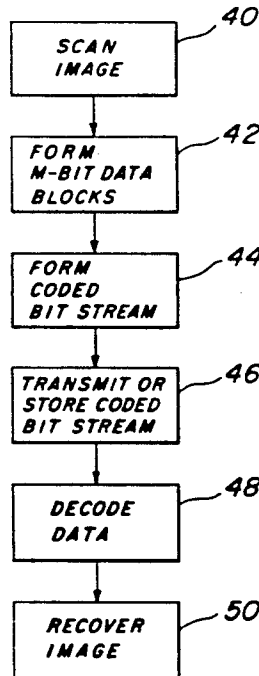 40
SCAN
IMAGE
42
FORM
M-BIT DATA
BLOCKS
44
FORM
CODED
BIT STREAM
46
TRANSMIT OR
STORE CODED
BIT STREAM
48
DECODE
DATA
50
RECOVER
IMAGE